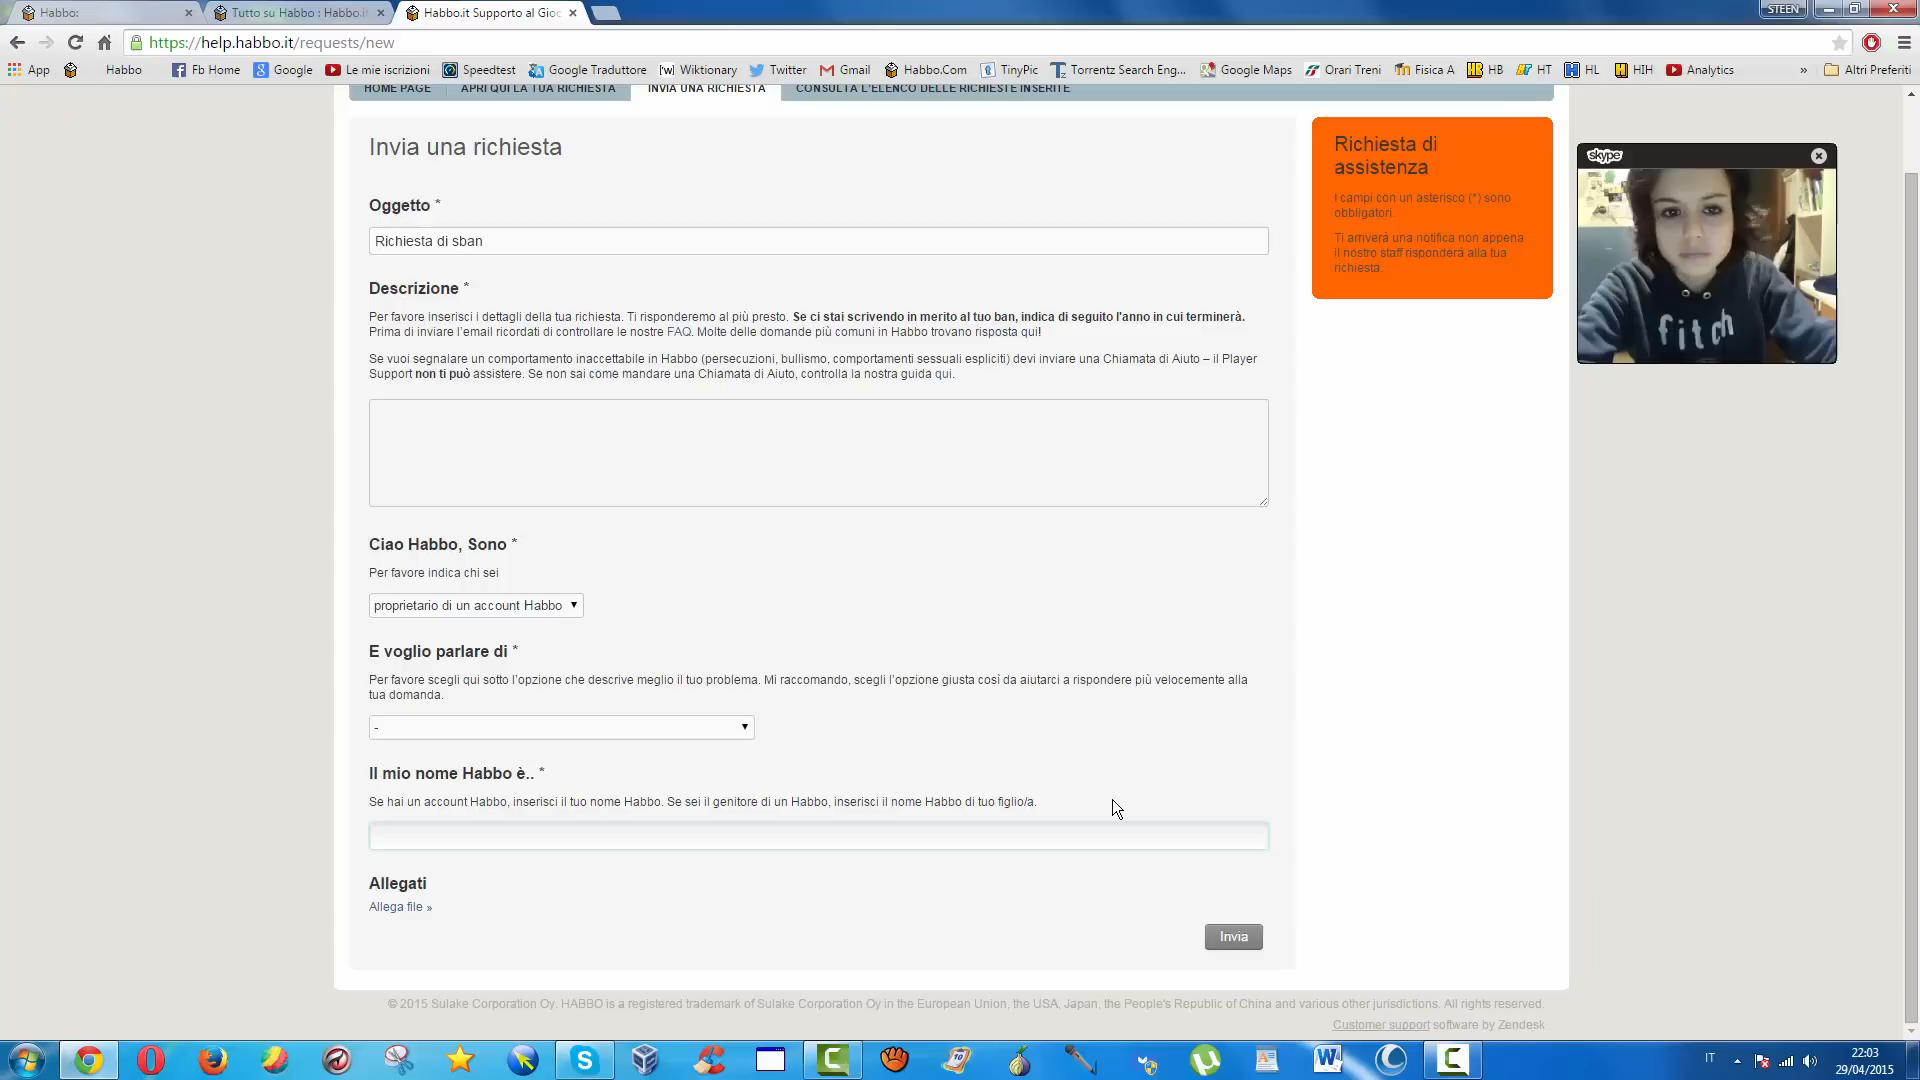 Habbo:
Tutto su Habbo : Habbo.it
Habbo.it Supporto al Gioc
STEEN
https://help.habbo.it/requests/new
App
Habbo
Fb Home
Google
Le mie iscrizioni
Speedtest
Google Traduttore
Wiktionary
Twitter
Gmail
Habbo.Com
TinyPic
Torrentz Search Eng...
Google Maps
Orari Treni
Fisica A
HB
HT
HL
HIH
Analytics
»
Altri Preferiti
HOME PAGE
APRI QUI LA TUA RICHIESTA
INVIA UNA RICHIESTA
CONSULTA L'ELENCO DELLE RICHIESTE INSERITE
Invia una richiesta
Oggetto *
Richiesta di sban
Descrizione *
Per favore inserisci i dettagli della tua richiesta. Ti risponderemo al più presto. Se ci stai scrivendo in merito al tuo ban, indica di seguito l'anno in cui terminerà.
Prima di inviare l'email ricordati di controllare le nostre FAQ. Molte delle domande più comuni in Habbo trovano risposta qui!
Se vuoi segnalare un comportamento inaccettabile in Habbo (persecuzioni, bullismo, comportamenti sessuali espliciti) devi inviare una Chiamata di Aiuto – il Player
Support non ti può assistere. Se non sai come mandare una Chiamata di Aiuto, controlla la nostra guida qui.
Ciao Habbo, Sono *
Per favore indica chi sei
proprietario di un account Habbo
E voglio parlare di *
Per favore scegli qui sotto l'opzione che descrive meglio il tuo problema. Mi raccomando, scegli l'opzione giusta così da aiutarci a rispondere più velocemente alla
tua domanda.
-
Il mio nome Habbo è.. *
Se hai un account Habbo, inserisci il tuo nome Habbo. Se sei il genitore di un Habbo, inserisci il nome Habbo di tuo figlio/a.
Allegati
Allega file »
Invia
Richiesta di
assistenza
I campi con un asterisco (*) sono
obbligatori.
Ti arriverà una notifica non appena
il nostro staff risponderà alla tua
richiesta.
skype
fitch
© 2015 Sulake Corporation Oy. HABBO is a registered trademark of Sulake Corporation Oy in the European Union, the USA, Japan, the People's Republic of China and various other jurisdictions. All rights reserved.
Customer support software by Zendesk
IT
22:03
29/04/2015